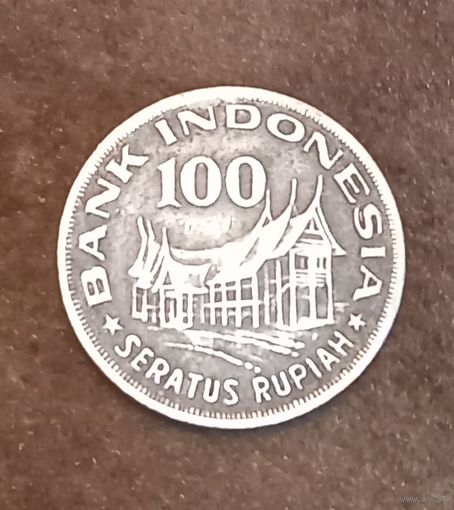 BANK INDONESIA
100
★ SERATUS RUPIAH ★